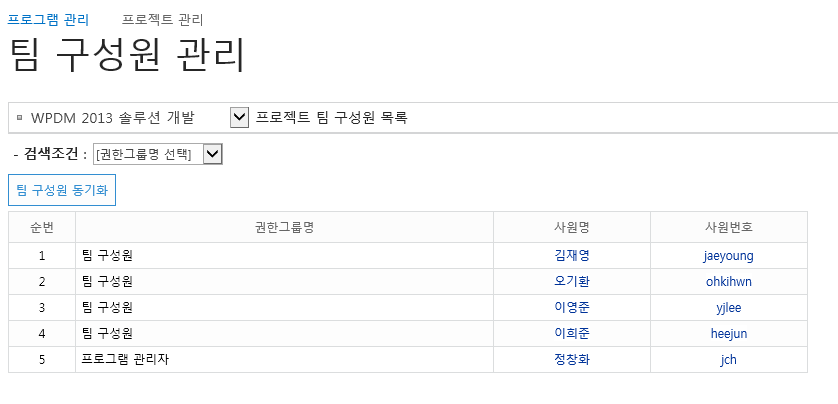 프로그램 관리 프로젝트 관리
팀 구성원 관리
WPDM 2013 솔루션 개발 프로젝트 팀 구성원 목록
- 검색조건 : [권한그룹명 선택]
팀 구성원 동기화
순번 권한그룹명 사원명 사원번호
1 팀 구성원 김재영 jaeyoung
2 팀 구성원 오기환 ohkihwn
3 팀 구성원 이영준 yjlee
4 팀 구성원 이희준 heejun
5 프로그램 관리자 정창화 jch